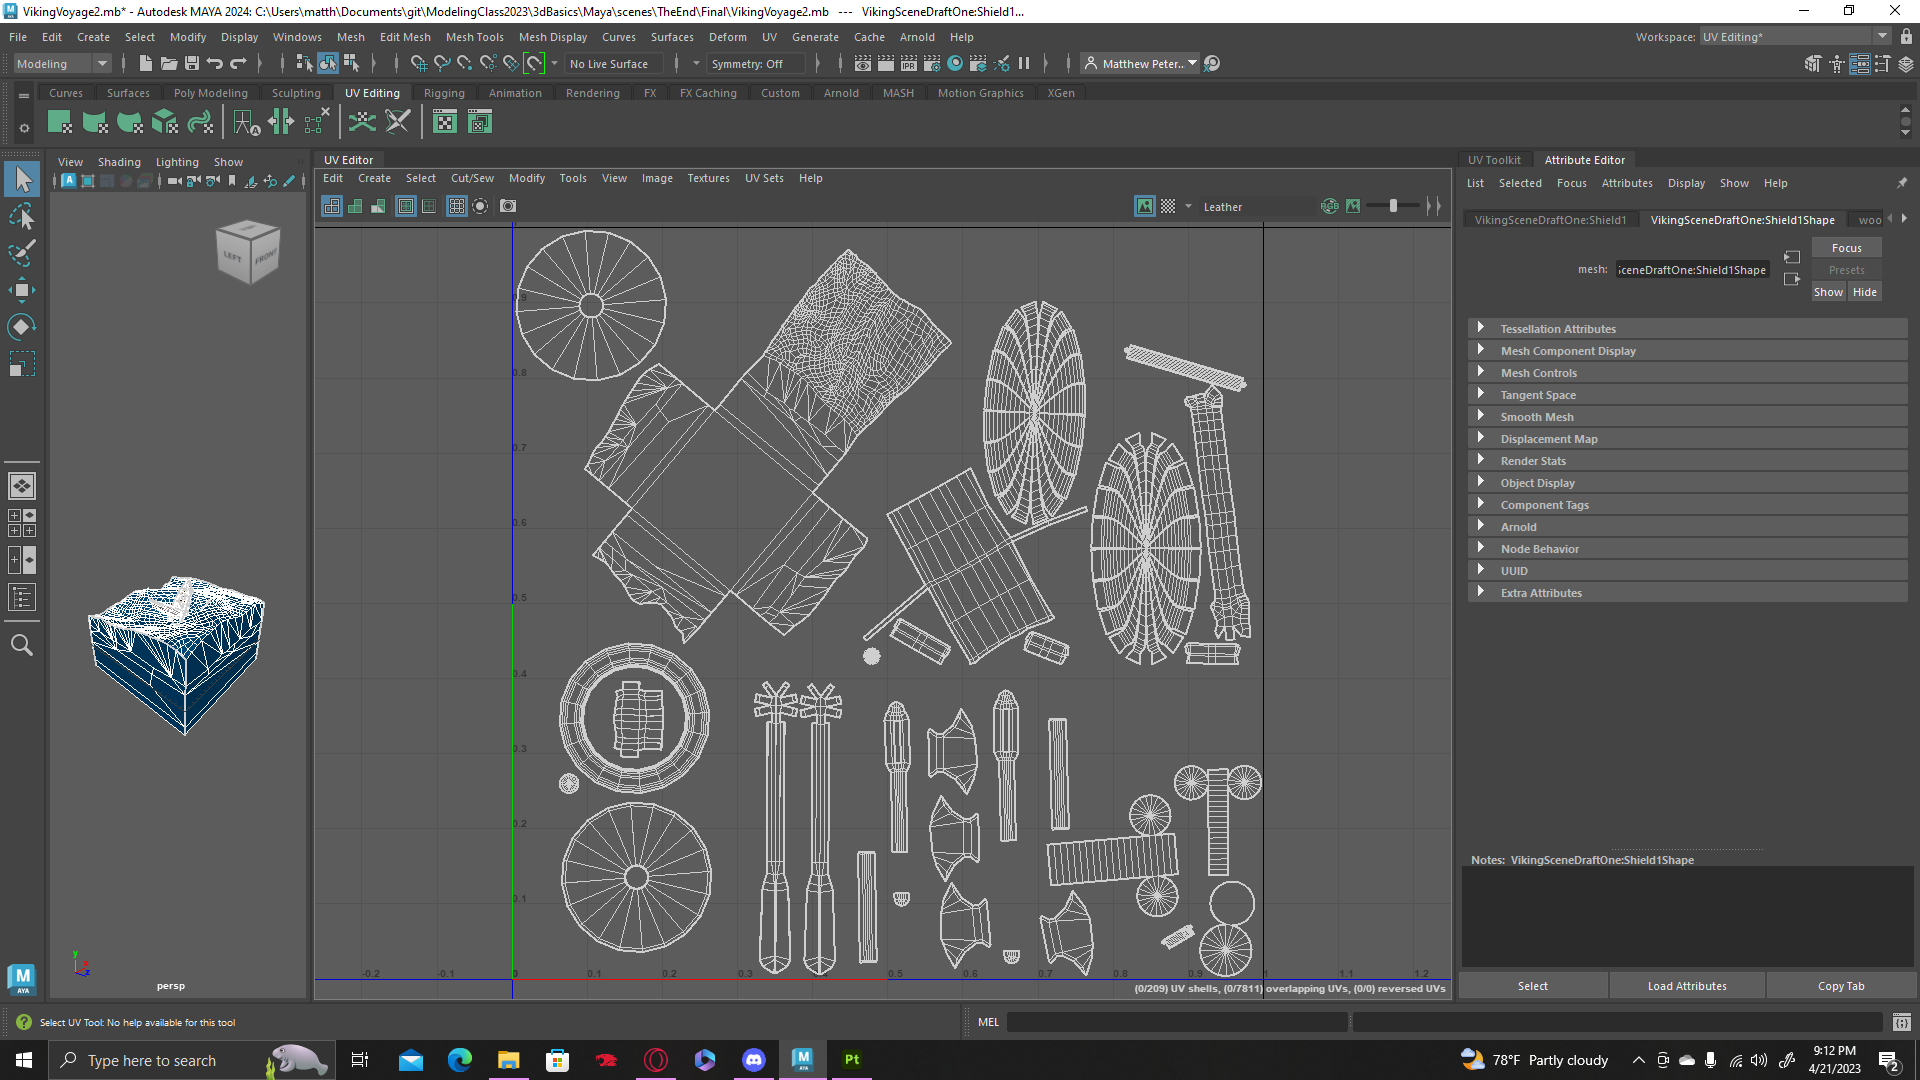 VikingVoyage2.mb* - Autodesk MAYA 2024: C:\Users\matth\Documents\git\ModelingClass2023\3dBasics\Maya\scenes\TheEnd\Final\VikingVoyage2.mb --- VikingSceneDraftOne:Shield1...
File Edit Create Select Modify Display Windows Mesh Edit Mesh Mesh Tools Mesh Display Curves Surfaces Deform UV Generate Cache Arnold Help
Workspace: UV Editing*
Modeling
No Live Surface
Symmetry: Off
IPR
Matthew Peter..
Curves Surfaces Poly Modeling Sculpting UV Editing Rigging Animation Rendering FX FX Caching Custom Arnold MASH Motion Graphics XGen
View Shading Lighting Show
UV Editor
Edit Create Select Cut/Sew Modify Tools View Image Textures UV Sets Help
Leather
RGB
LEFT FRONT
0.9
0.8
0.7
0.6
0.5
0.4
0.3
0.2
0.1
-0.2 -0.1 0 0.1 0.2 0.3 0.4 0.5 0.6 0.7 0.8 0.9 1 1.1 1.2
(0/209) UV shells, (0/7811) overlapping UVs, (0/0) reversed UVs
y
x
z
persp
UV Toolkit Attribute Editor
List Selected Focus Attributes Display Show Help
VikingSceneDraftOne:Shield1 VikingSceneDraftOne:Shield1Shape woo
mesh: SceneDraftOne:Shield1Shape
Focus
Presets
Show Hide
Tessellation Attributes
Mesh Component Display
Mesh Controls
Tangent Space
Smooth Mesh
Displacement Map
Render Stats
Object Display
Component Tags
Arnold
Node Behavior
UUID
Extra Attributes
Notes: VikingSceneDraftOne:Shield1Shape
Select Load Attributes Copy Tab
M
AYA
Select UV Tool: No help available for this tool
MEL
Type here to search
Pt
78°F Partly cloudy
9:12 PM
4/21/2023
2